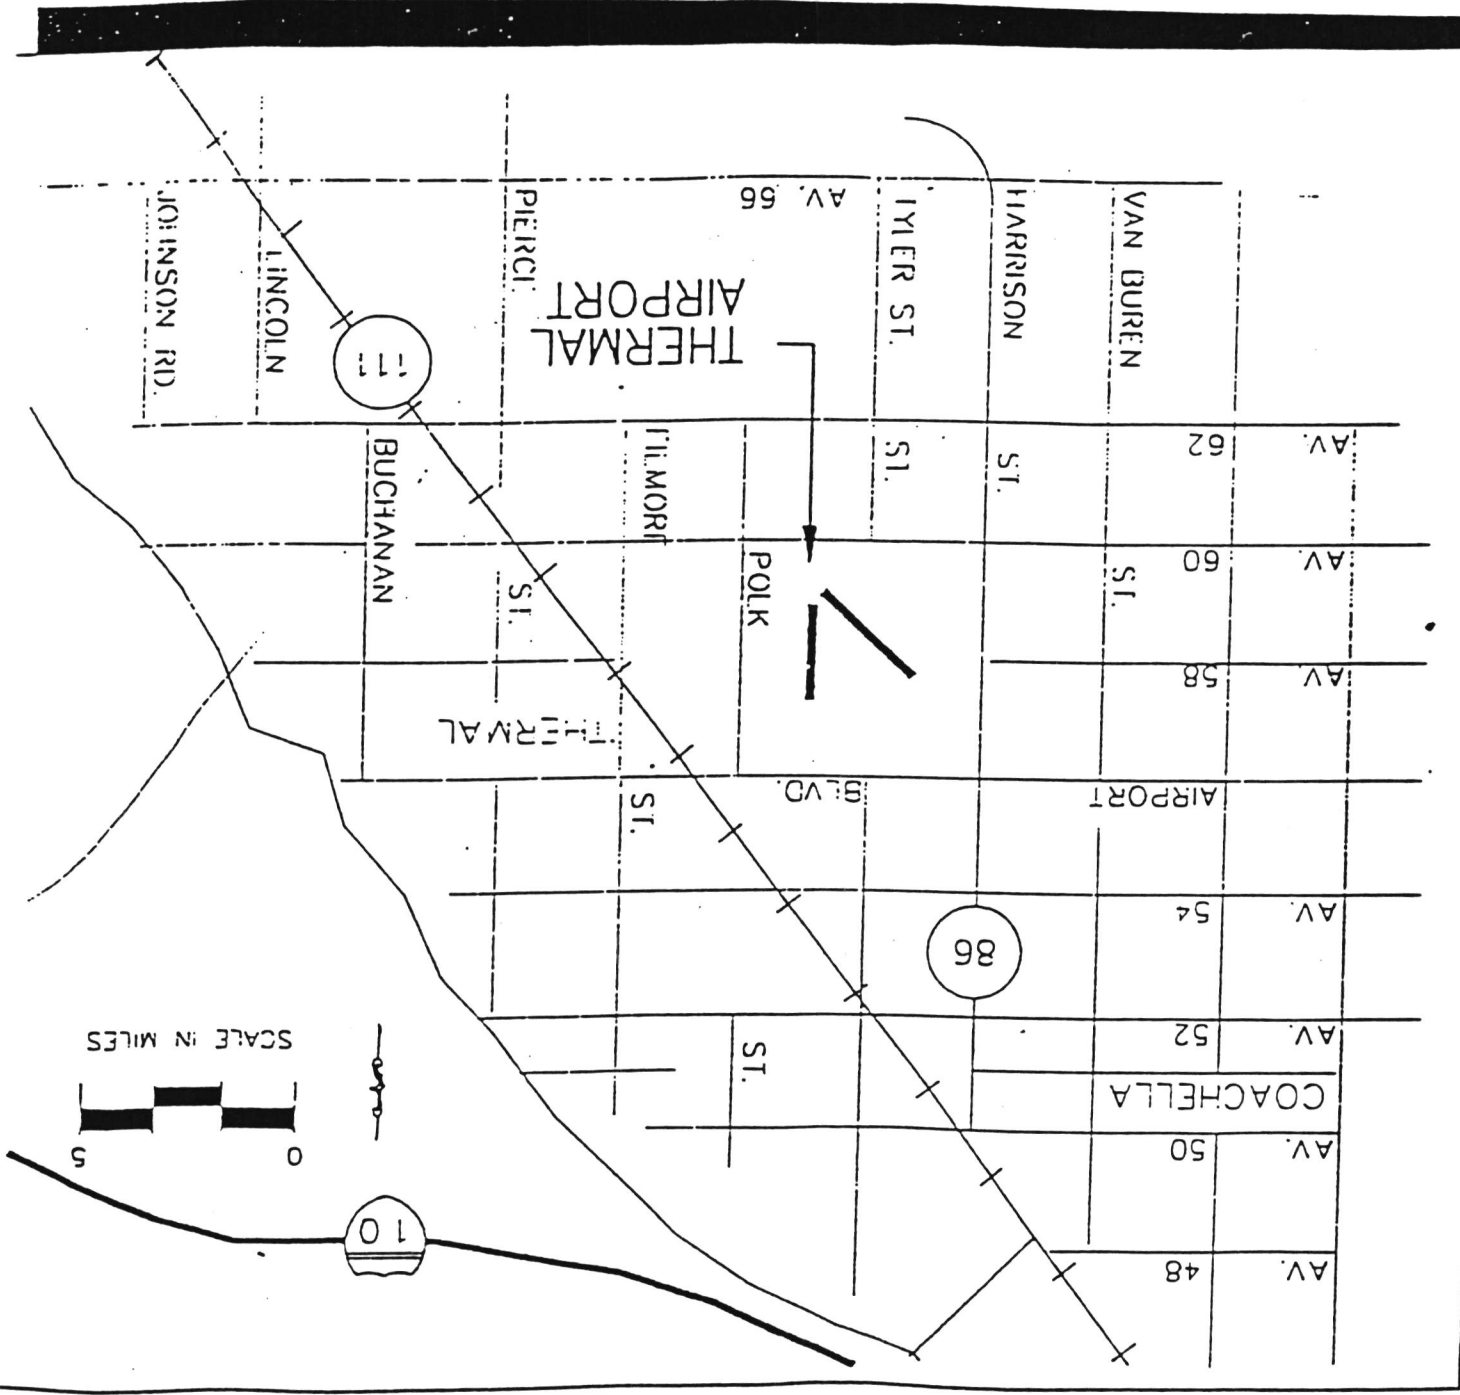 AV. 48
10
AV. 50
0 5
COACHELLA
SCALE IN MILES
AV. 52
ST.
86
AV. 54
AIRPORT BLVD.
ST.
THERMAL
AV. 58
POLK
ST.
ST.
BUCHANAN
AV. 60
AV. 62
ST.
ST.
111
THERMAL
AIRPORT
VAN BUREN
HARRISON
TYLER ST.
LINCOLN
JOHNSON RD.
AV. 66